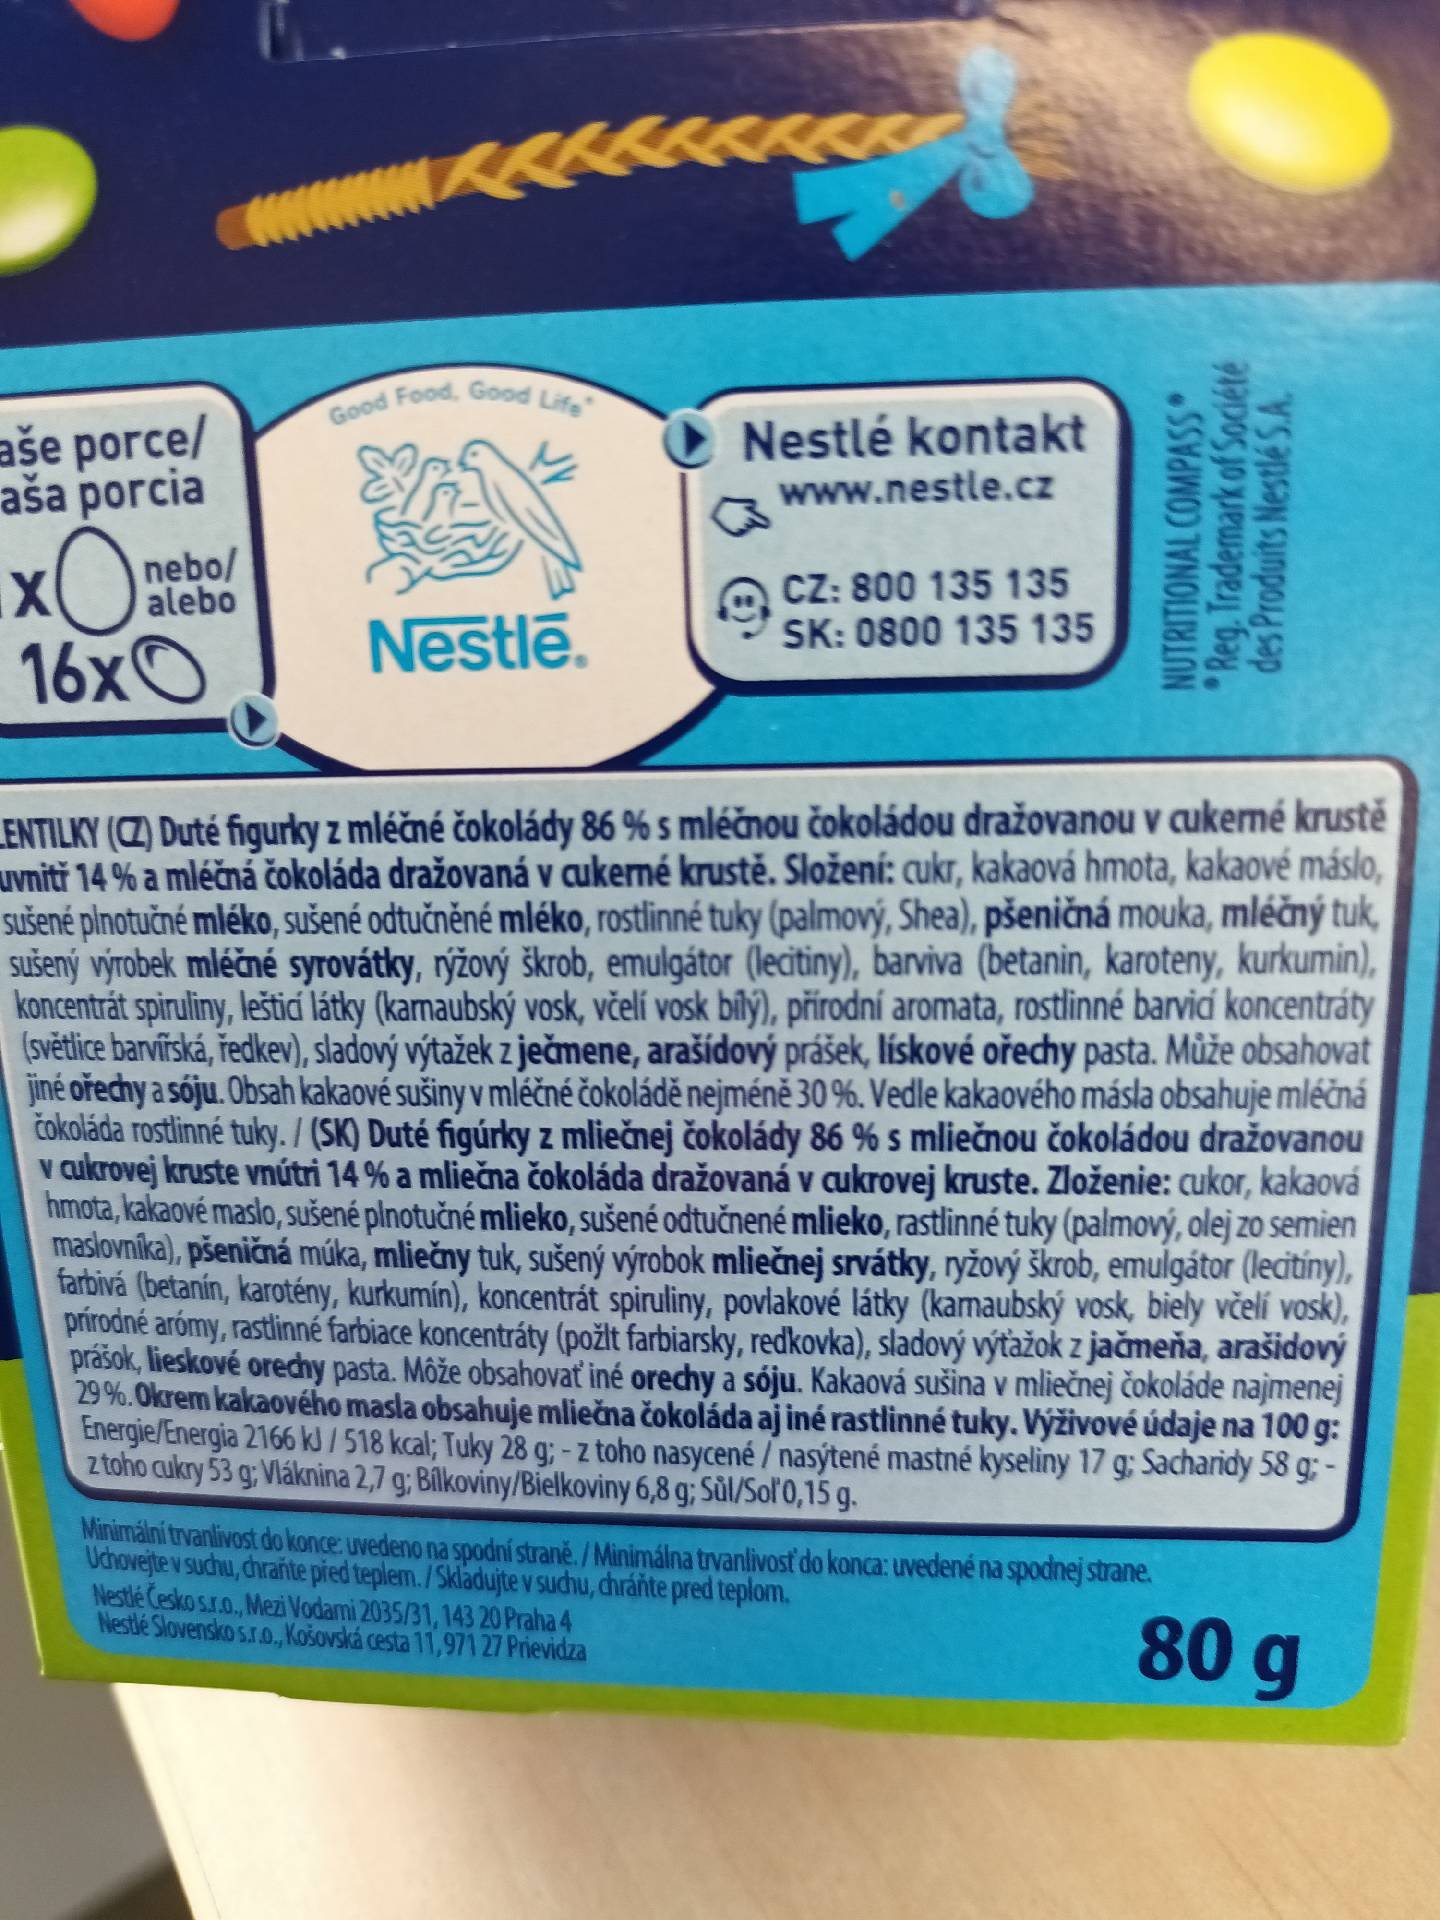 Good Food, Good Life*
Nestlé®
aše porce/
aša porcia
x nebo/
alebo
16x
Nestlé kontakt
www.nestle.cz
CZ: 800 135 135
SK: 0800 135 135
NUTRITIONAL COMPASS®
® Reg. Trademark of Société
des Produits Nestlé S.A.
LENTILKY (CZ) Duté figurky z mléčné čokolády 86 % s mléčnou čokoládou dražovanou v cukerné krustě
uvnitř 14 % a mléčná čokoláda dražovaná v cukerné krustě. Složení: cukr, kakaová hmota, kakaové máslo,
sušené plnotučné mléko, sušené odtučněné mléko, rostlinné tuky (palmový, Shea), pšeničná mouka, mléčný tuk,
sušený výrobek mléčné syrovátky, rýžový škrob, emulgátor (lecitiny), barviva (betanin, karoteny, kurkumin),
koncentrát spiruliny, lešticí látky (karnaubský vosk, včelí vosk bílý), přírodní aromata, rostlinné barvicí koncentráty
(světlice barvířská, ředkev), sladový výtažek z ječmene, arašídový prášek, lískové ořechy pasta. Může obsahovat
jiné ořechy a sóju. Obsah kakaové sušiny v mléčné čokoládě nejméně 30 %. Vedle kakaového másla obsahuje mléčná
čokoláda rostlinné tuky. / (SK) Duté figúrky z mliečnej čokolády 86 % s mliečnou čokoládou dražovanou
v cukrovej kruste vnútri 14 % a mliečna čokoláda dražovaná v cukrovej kruste. Zloženie: cukor, kakaová
hmota, kakaové maslo, sušené plnotučné mlieko, sušené odtučnené mlieko, rastlinné tuky (palmový, olej zo semien
maslovníka), pšeničná múka, mliečny tuk, sušený výrobok mliečnej srvátky, ryžový škrob, emulgátor (lecitíny),
farbivá (betanín, karotény, kurkumín), koncentrát spiruliny, povlakové látky (karnaubský vosk, biely včelí vosk),
prírodné arómy, rastlinné farbiace koncentráty (požlt farbiarsky, reďkovka), sladový výťažok z jačmeňa, arašidový
prášok, lieskové orechy pasta. Môže obsahovať iné orechy a sóju. Kakaová sušina v mliečnej čokoláde najmenej
29 %. Okrem kakaového masla obsahuje mliečna čokoláda aj iné rastlinné tuky. Výživové údaje na 100 g:
Energie/Energia 2166 kJ / 518 kcal; Tuky 28 g; - z toho nasycené / nasýtené mastné kyseliny 17 g; Sacharidy 58 g; -
z toho cukry 53 g; Vláknina 2,7 g; Bílkoviny/Bielkoviny 6,8 g; Sůl/Soľ 0,15 g.
Minimální trvanlivost do konce: uvedeno na spodní straně. / Minimálna trvanlivosť do konca: uvedené na spodnej strane.
Uchovejte v suchu, chraňte před teplem. / Skladujte v suchu, chráňte pred teplom.
Nestlé Česko s.r.o., Mezi Vodami 2035/31, 143 20 Praha 4
Nestlé Slovensko s.r.o., Košovská cesta 11, 971 27 Prievidza
80 g